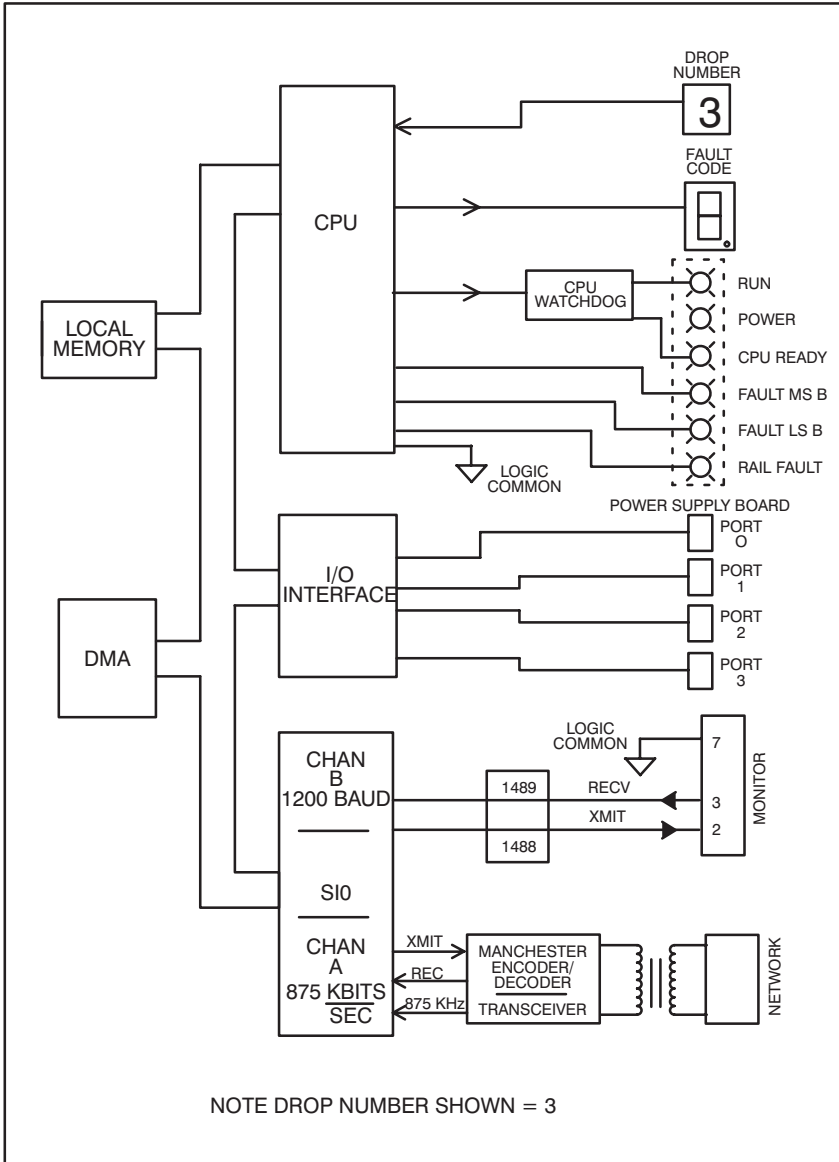 DROP
NUMBER
3
FAULT
CODE
CPU
CPU
WATCHDOG
RUN
POWER
CPU READY
FAULT MS B
FAULT LS B
RAIL FAULT
LOCAL
MEMORY
LOGIC
COMMON
POWER SUPPLY BOARD
I/O
INTERFACE
PORT
O
PORT
1
PORT
2
PORT
3
DMA
CHAN
B
1200 BAUD
SI0
CHAN
A
875 KBITS
SEC
LOGIC
COMMON
1489
1488
RECV
XMIT
7
3
2
MONITOR
XMIT
REC
875 KHz
MANCHESTER
ENCODER/
DECODER
TRANSCEIVER
NETWORK
NOTE DROP NUMBER SHOWN = 3